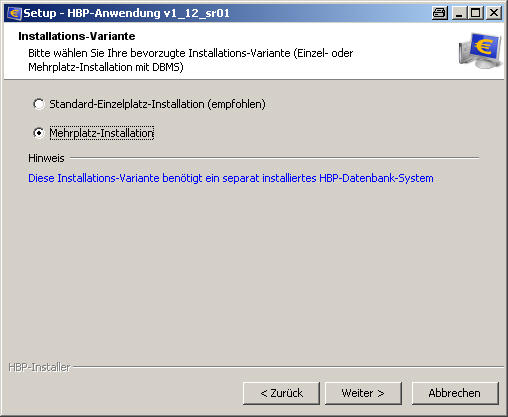 Setup - HBP-Anwendung v1_12_sr01
Installations-Variante
Bitte wählen Sie Ihre bevorzugte Installations-Variante (Einzel- oder
Mehrplatz-Installation mit DBMS)
Standard-Einzelplatz-Installation (empfohlen)
Mehrplatz-Installation
Hinweis
Diese Installations-Variante benötigt ein separat installiertes HBP-Datenbank-System
HBP-Installer
< Zurück
Weiter >
Abbrechen